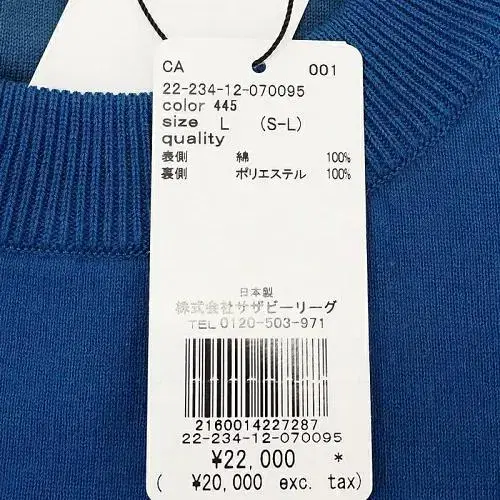 CA 001
22-234-12-070095
color 445
size L (S-L)
quality
表側 綿 100%
裏側 ポリエステル 100%
日本製
株式会社サザビーリーグ
TEL 0120-503-971
2160014227287
22-234-12-070095
¥22,000 *
( ¥20,000 exc. tax)